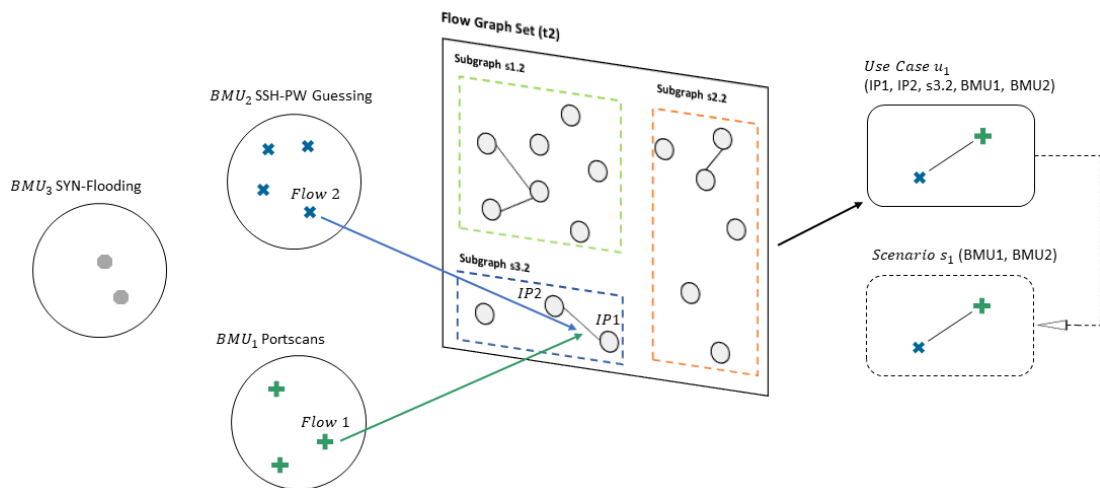 Flow Graph Set (t2)
Subgraph s1.2
Subgraph s2.2
Subgraph s3.2
IP2
IP1
BMU₃ SYN-Flooding
BMU₂ SSH-PW Guessing
Flow 2
BMU₁ Portscans
Flow 1
Use Case u₁
(IP1, IP2, s3.2, BMU1, BMU2)
Scenario s₁ (BMU1, BMU2)